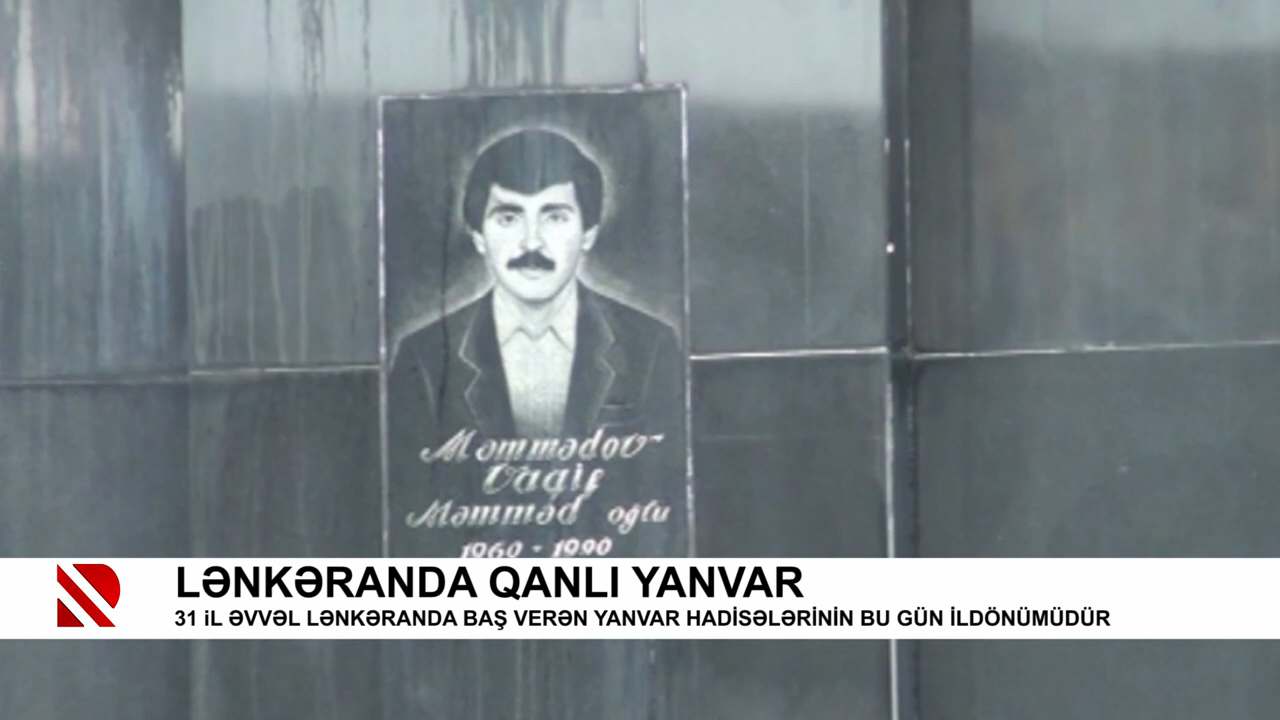 Məmmədov
Vaqif
Məmməd oğlu
1960 - 1990
LƏNKƏRANDA QANLI YANVAR
31 iL ƏVVƏL LƏNKƏRANDA BAŞ VERƏN YANVAR HADİSƏLƏRİNİN BU GÜN İLDÖNÜMÜDÜR